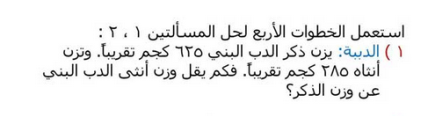 استعمل الخطوات الأربع لحل المسألتين ١ ، ٢ :
١ ) الدببة: يزن ذكر الدب البني ٦٢٥ كجم تقريباً. وتزن
أنثاه ٢٨٥ كجم تقريباً. فكم يقل وزن أنثى الدب البني
عن وزن الذكر؟